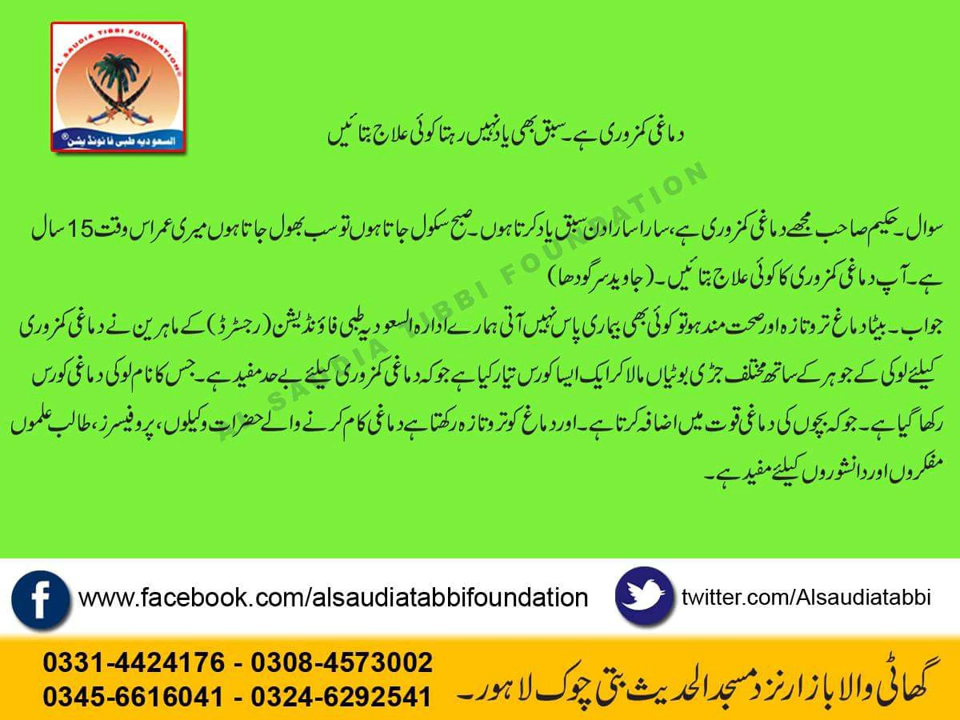 AL SAUDIA TIBBI FOUNDATION®
السعودیہ طبی فاؤنڈیشن®
دماغی کمزوری ہے۔ سبق بھی یاد نہیں رہتا کوئی علاج بتائیں
سوال۔ حکیم صاحب مجھے دماغی کمزوری ہے، سارا سارا دن سبق یاد کرتا ہوں۔ صبح سکول جاتا ہوں تو سب بھول جاتا ہوں میری عمر اس وقت 15 سال
ہے۔ آپ دماغی کمزوری کا کوئی علاج بتائیں۔ (جاوید سرگودھا)
جواب۔ بیٹا دماغ تروتازہ اور صحت مند ہو تو کوئی بھی بیماری پاس نہیں آتی ہمارے ادارہ السعودیہ طبی فاؤنڈیشن (رجسٹرڈ) کے ماہرین نے دماغی کمزوری
کیلئے لوکی کے جوہر کے ساتھ مختلف جڑی بوٹیاں مالا کر ایک ایسا کورس تیار کیا ہے جو کہ دماغی کمزوری کیلئے بے حد مفید ہے۔ جس کا نام لوکی دماغی کورس
رکھا گیا ہے۔ جو کہ بچوں کی دماغی قوت میں اضافہ کرتا ہے۔ اور دماغ کو تروتازہ رکھتا ہے دماغی کام کرنے والے حضرات وکیلوں، پروفیسرز، طالب علموں
مفکروں اور دانشوروں کیلئے مفید ہے۔
AL SAUDIA TIBBI FOUNDATION
www.facebook.com/alsaudiatabbifoundation
twitter.com/Alsaudiatabbi
0331-4424176 - 0308-4573002
0345-6616041 - 0324-6292541
گھاٹی والا بازار نزد مسجد الحدیث بتی چوک لاہور۔